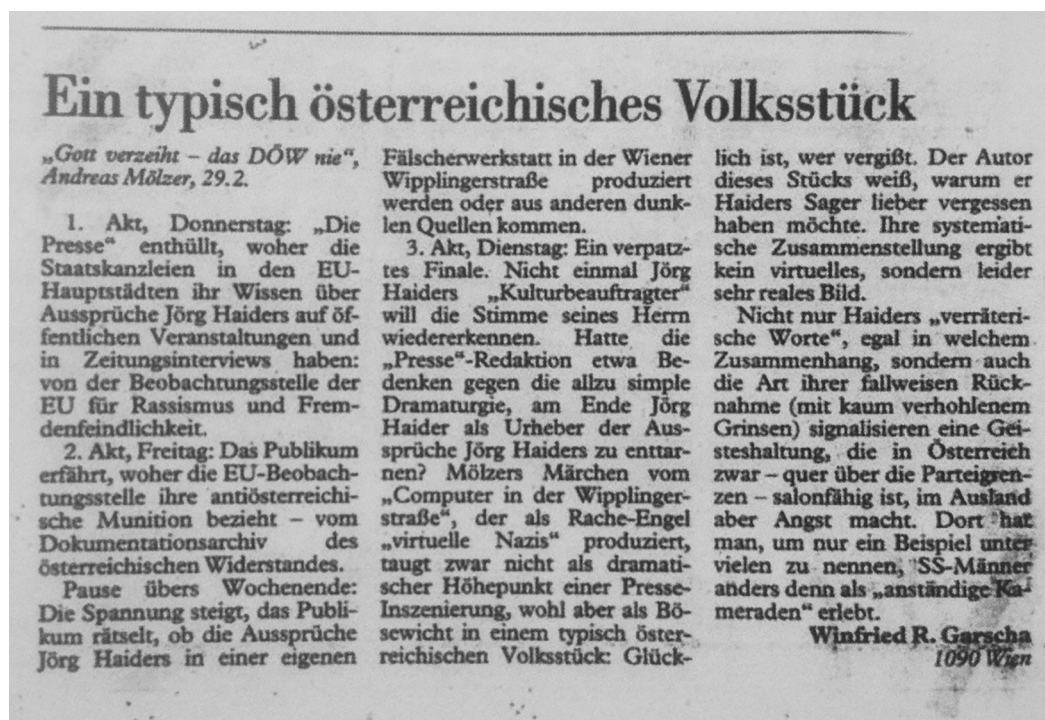 Ein typisch österreichisches Volksstück
„Gott verzeiht – das DÖW nie“,
Andreas Mölzer, 29.2.
1. Akt, Donnerstag: „Die
Presse“ enthüllt, woher die
Staatskanzleien in den EU-
Hauptstädten ihr Wissen über
Aussprüche Jörg Haiders auf öf-
fentlichen Veranstaltungen und
in Zeitungsinterviews haben:
von der Beobachtungsstelle der
EU für Rassismus und Frem-
denfeindlichkeit.
2. Akt, Freitag: Das Publikum
erfährt, woher die EU-Beobach-
tungsstelle ihre antiösterreichi-
sche Munition bezieht – vom
Dokumentationsarchiv des
österreichischen Widerstandes.
Pause übers Wochenende:
Die Spannung steigt, das Publi-
kum rätselt, ob die Aussprüche
Jörg Haiders in einer eigenen
Fälscherwerkstatt in der Wiener
Wipplingerstraße produziert
werden oder aus anderen dunk-
len Quellen kommen.
3. Akt, Dienstag: Ein verpatz-
tes Finale. Nicht einmal Jörg
Haiders „Kulturbeauftragter“
will die Stimme seines Herrn
wiedererkennen. Hatte die
„Presse“-Redaktion etwa Be-
denken gegen die allzu simple
Dramaturgie, am Ende Jörg
Haider als Urheber der Aus-
sprüche Jörg Haiders zu enttar-
nen? Mölzers Märchen vom
„Computer in der Wipplinger-
straße“, der als Rache-Engel
„virtuelle Nazis“ produziert,
taugt zwar nicht als dramati-
scher Höhepunkt einer Presse-
Inszenierung, wohl aber als Bö-
sewicht in einem typisch öster-
reichischen Volksstück: Glück-
lich ist, wer vergißt. Der Autor
dieses Stücks weiß, warum er
Haiders Sager lieber vergessen
haben möchte. Ihre systemati-
sche Zusammenstellung ergibt
kein virtuelles, sondern leider
sehr reales Bild.
Nicht nur Haiders „verräteri-
sche Worte“, egal in welchem
Zusammenhang, sondern auch
die Art ihrer fallweisen Rück-
nahme (mit kaum verhohlenem
Grinsen) signalisieren eine Gei-
steshaltung, die in Österreich
zwar – quer über die Parteigren-
zen – salonfähig ist, im Ausland
aber Angst macht. Dort hat
man, um nur ein Beispiel unter
vielen zu nennen, SS-Männer
anders denn als „anständige Ka-
meraden“ erlebt.
Winfried R. Garscha
1090 Wien